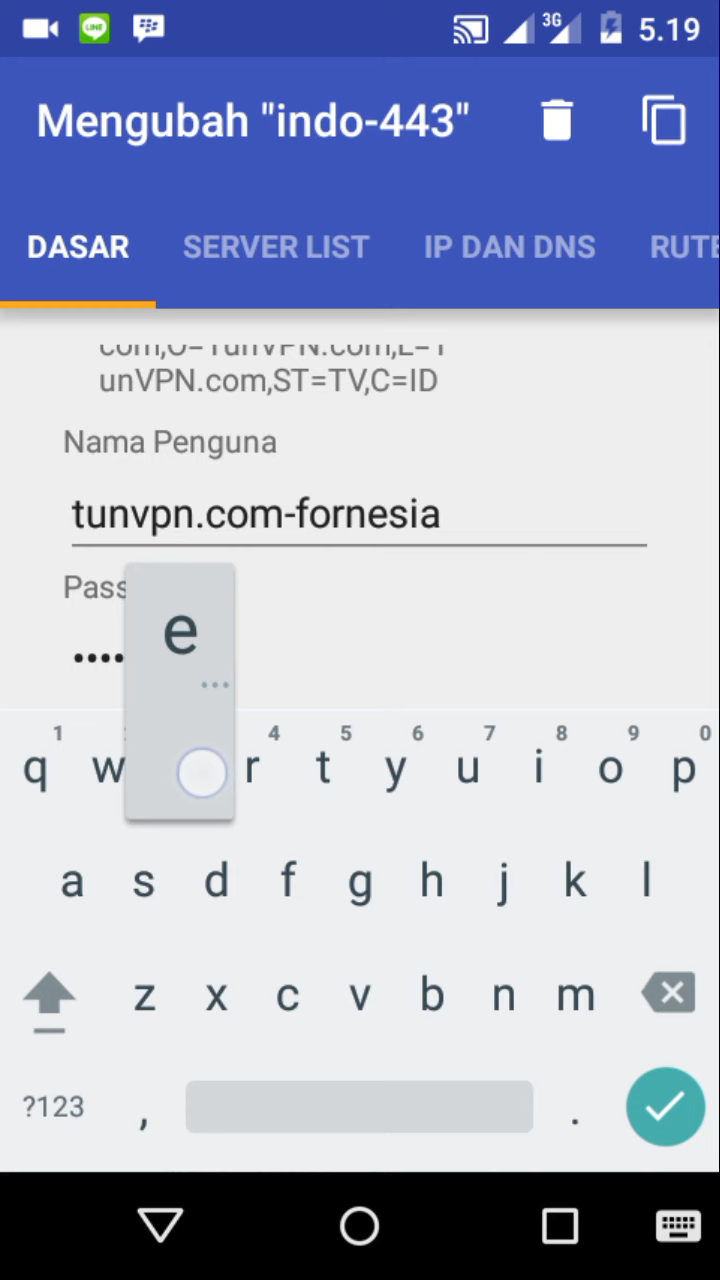 3G 5.19
Mengubah "indo-443"
DASAR SERVER LIST IP DAN DNS RUTE
com,O=TunVPN.com,L=T
unVPN.com,ST=TV,C=ID
Nama Penguna
tunvpn.com-fornesia
Pass
e
1 4 5 6 7 8 9 0
q w r t y u i o p
a s d f g h j k l
z x c v b n m
?123 , .